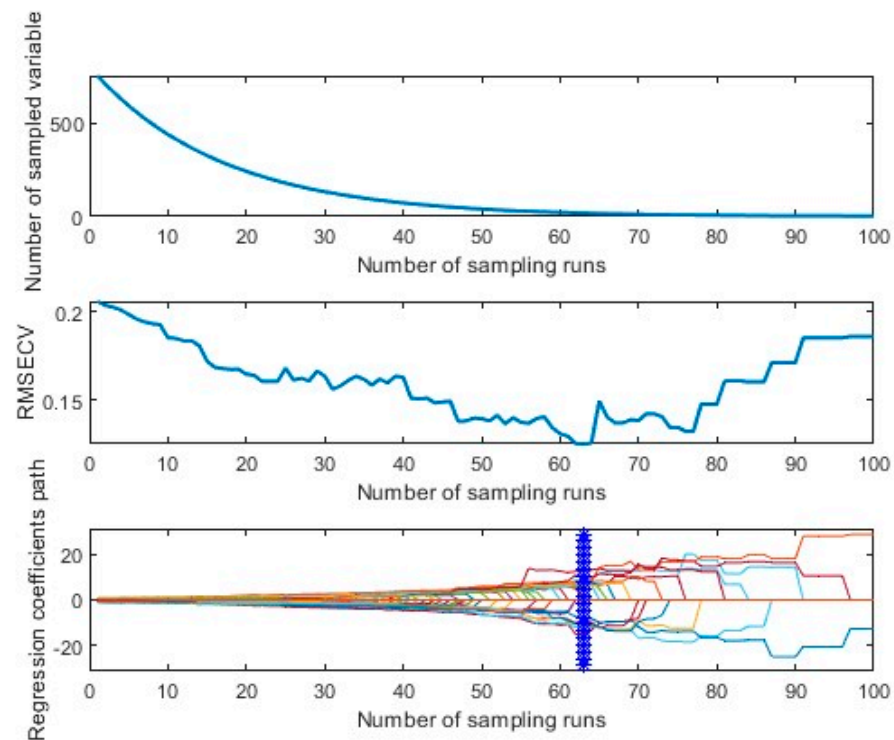 Number of sampled variable
500
0
0 10 20 30 40 50 60 70 80 90 100
Number of sampling runs
RMSECV
0.2
0.15
0 10 20 30 40 50 60 70 80 90 100
Number of sampling runs
Regression coefficients path
20
0
-20
0 10 20 30 40 50 60 70 80 90 100
Number of sampling runs